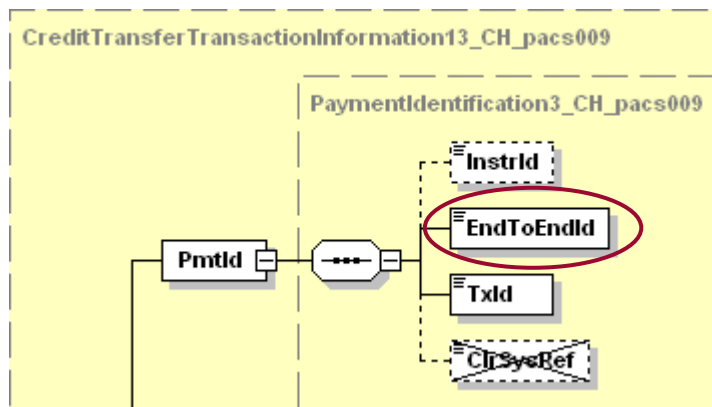 CreditTransferTransactionInformation13_CH_pacs009
PaymentIdentification3_CH_pacs009
InstrId
EndToEndId
PmtId
TxId
ClrSysRef